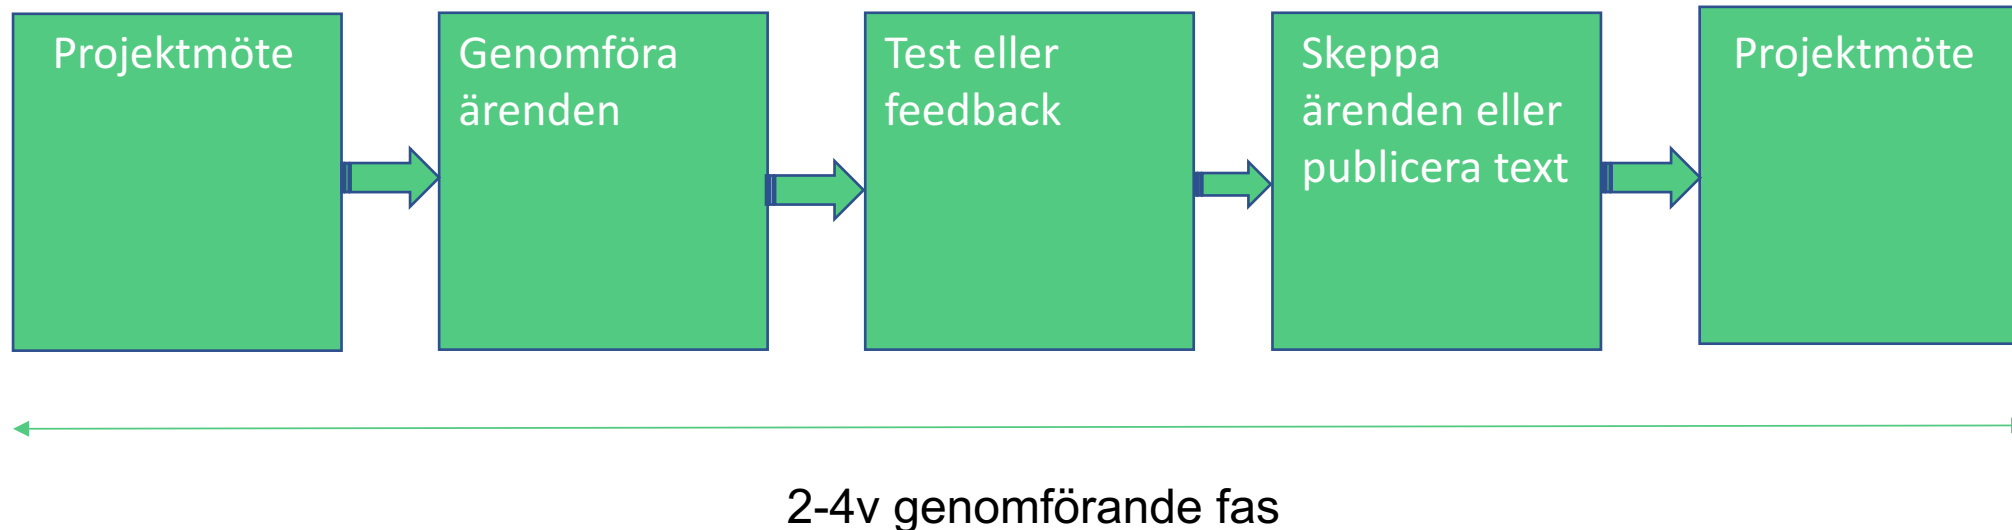 Projektmöte
Genomföra
ärenden
Test eller
feedback
Skeppa
ärenden eller
publicera text
Projektmöte
2-4v genomförande fas